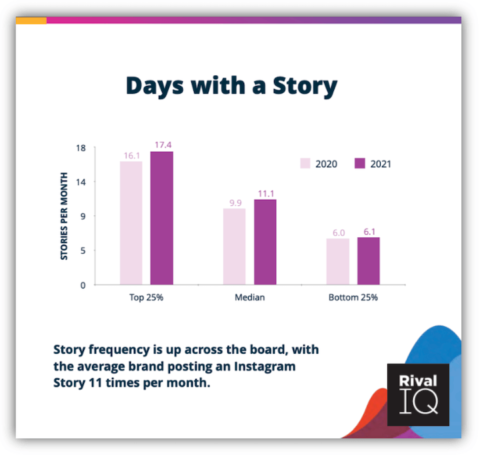 Days with a Story
18
14
9
5
0
STORIES PER MONTH
16.1
17.4
9.9
11.1
6.0
6.1
2020
2021
Top 25%
Median
Bottom 25%
Story frequency is up across the board, with
the average brand posting an Instagram
Story 11 times per month.
Rival
IQ